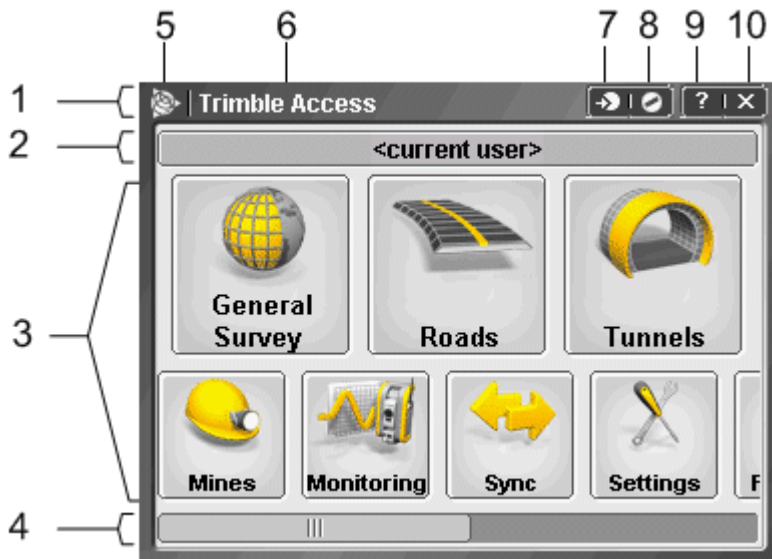 5 6 7 8 9 10
1 Trimble Access ? X
2 <current user>
3
General Survey
Roads
Tunnels
Mines
Monitoring
Sync
Settings
4